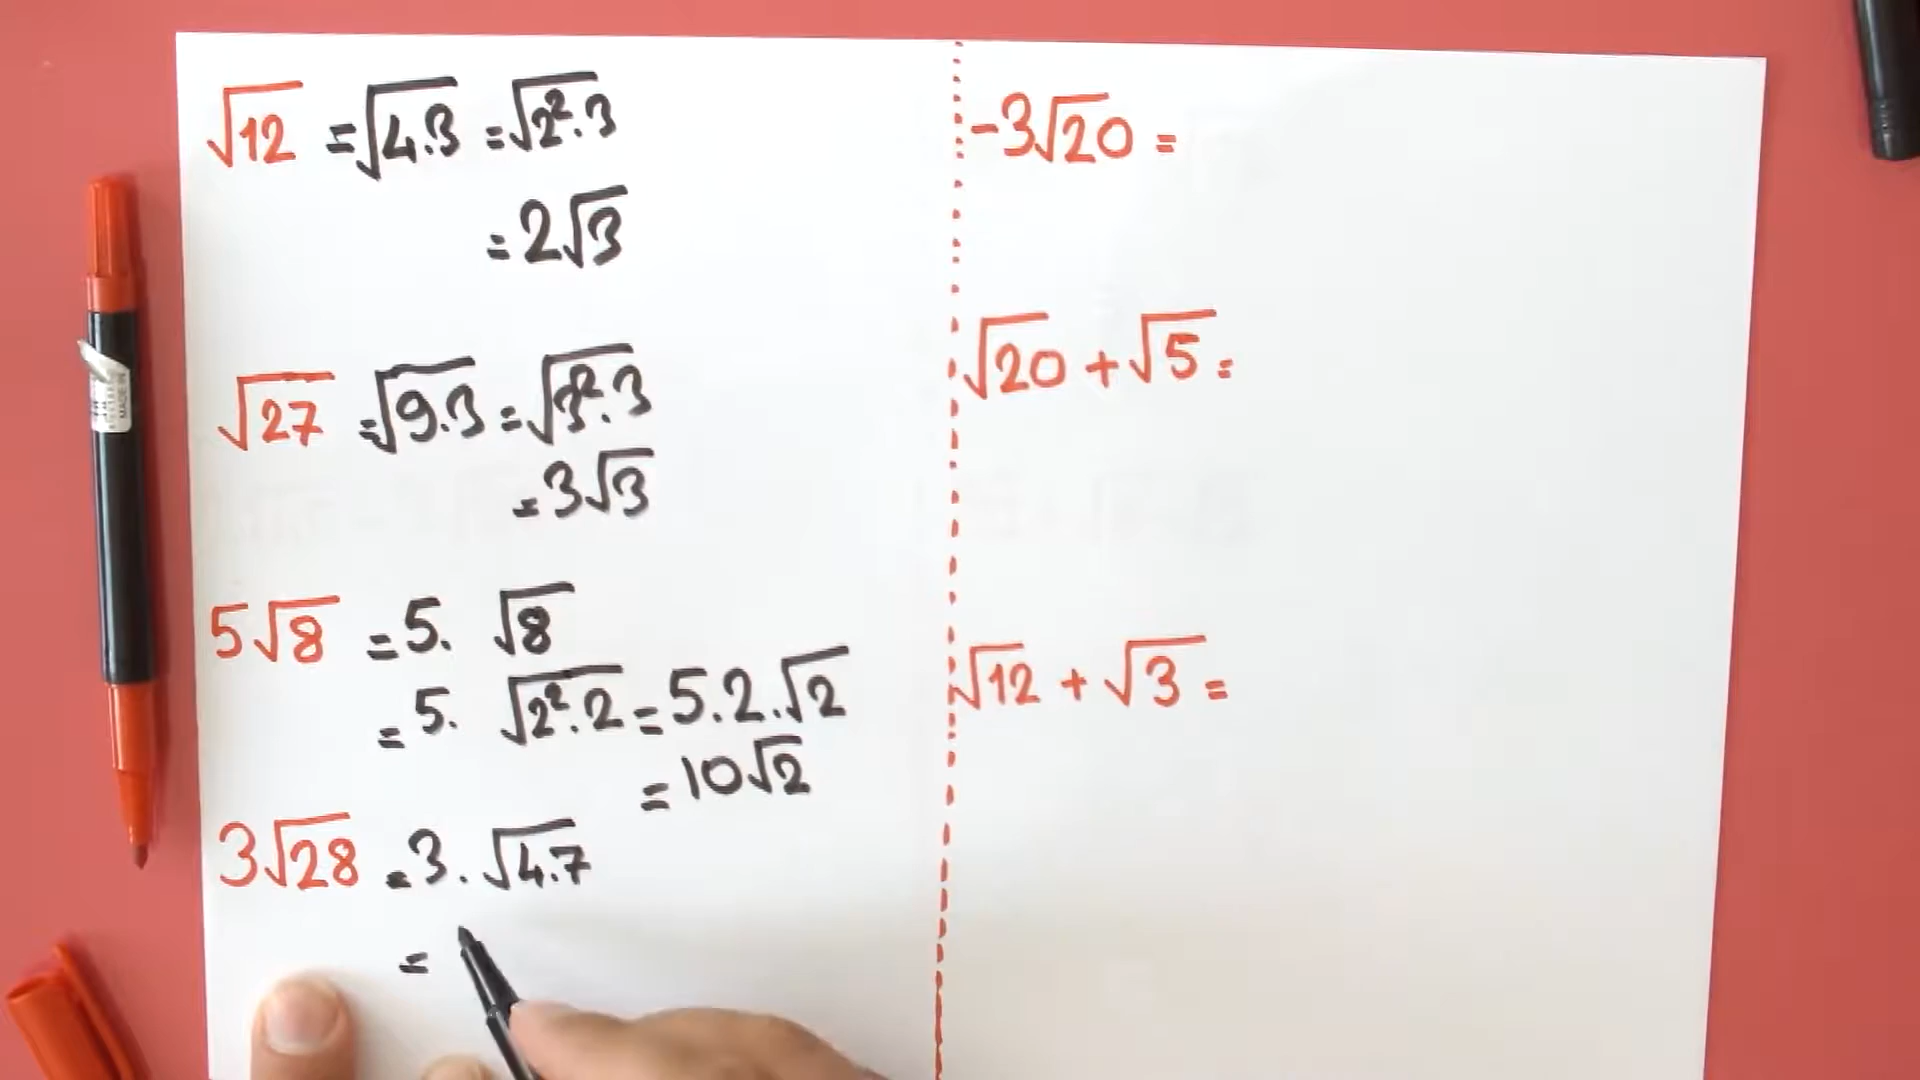 √12 = √4.3 = √2².3
= 2√3
√27 = √9.3 = √3².3
= 3√3
5√8 = 5. √8
= 5. √2².2 = 5.2.√2
= 10√2
3√28 = 3. √4.7
=
-3√20 =
√20 + √5 =
√12 + √3 =